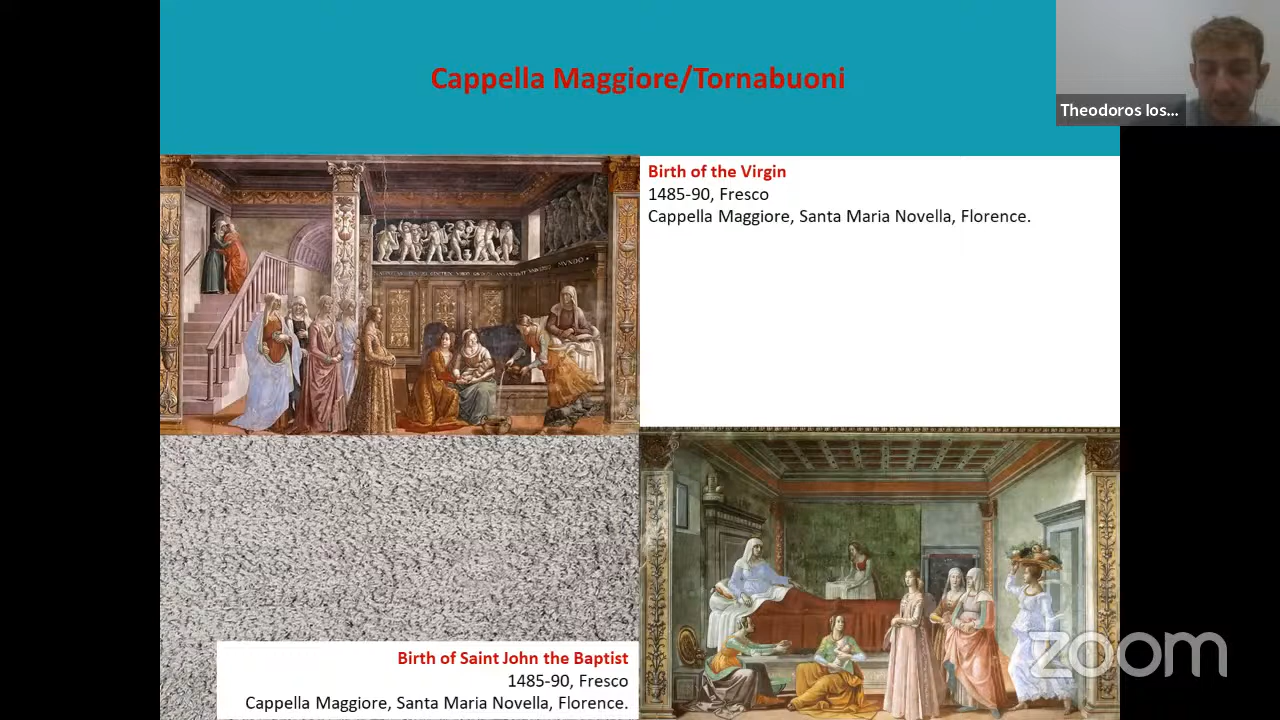 Cappella Maggiore/Tornabuoni
Theodoros Ios...
Birth of the Virgin
1485-90, Fresco
Cappella Maggiore, Santa Maria Novella, Florence.
Birth of Saint John the Baptist
1485-90, Fresco
Cappella Maggiore, Santa Maria Novella, Florence.
zoom